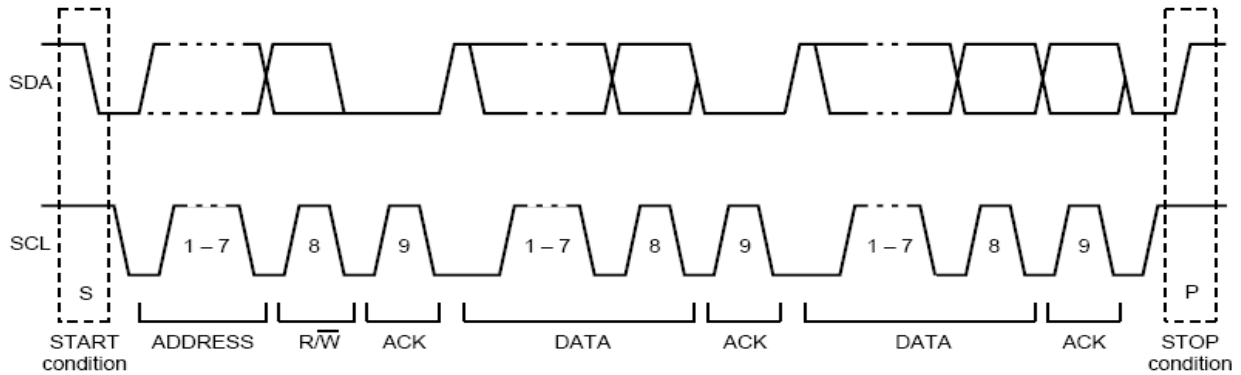 SDA
SCL
1 – 7 8 9 1 – 7 8 9 1 – 7 8 9
S P
START ADDRESS R/W̅ ACK DATA ACK DATA ACK STOP
condition condition